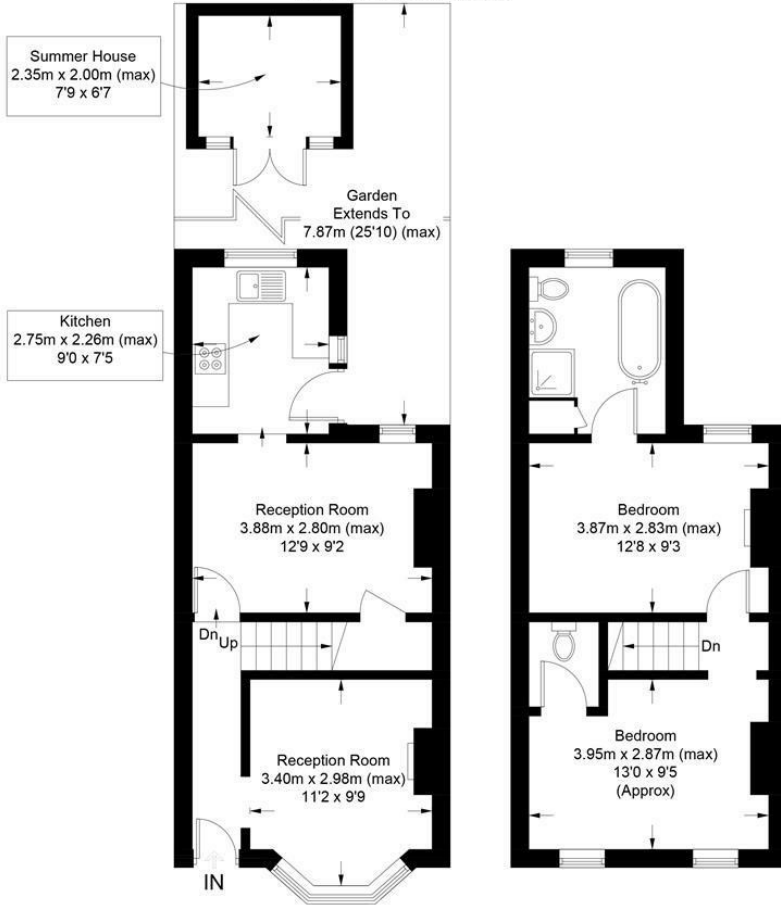 Summer House
2.35m x 2.00m (max)
7'9 x 6'7
Garden
Extends To
7.87m (25'10) (max)
Kitchen
2.75m x 2.26m (max)
9'0 x 7'5
Reception Room
3.88m x 2.80m (max)
12'9 x 9'2
Dn
Up
Reception Room
3.40m x 2.98m (max)
11'2 x 9'9
IN
Bedroom
3.87m x 2.83m (max)
12'8 x 9'3
Dn
Bedroom
3.95m x 2.87m (max)
13'0 x 9'5
(Approx)